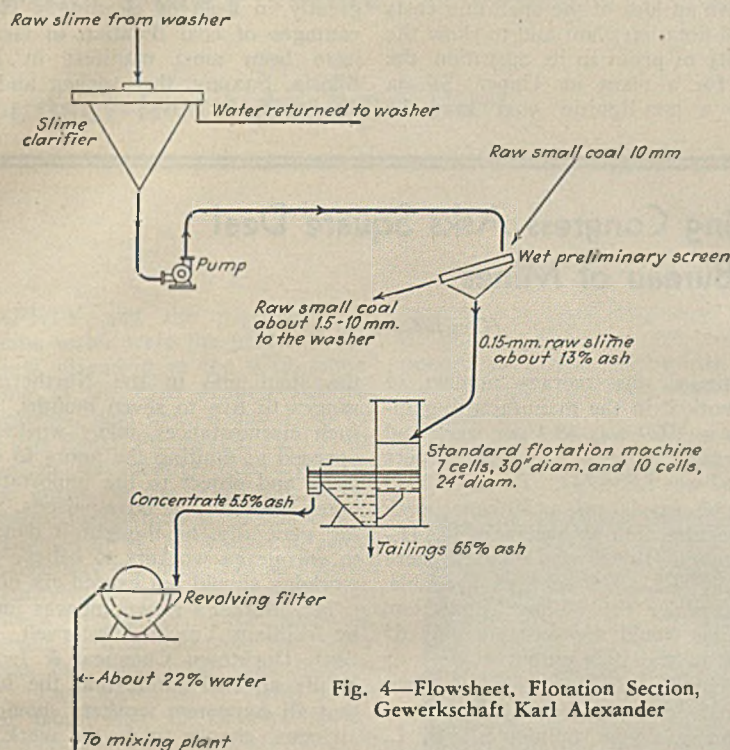 Raw slime from washer
Water returned to washer
Slime
clarifier
Raw small coal 10 mm
Pump
Wet preliminary screen
Raw small coal
about 1.5-10 mm.
to the washer
0.15-mm. raw slime
about 13% ash
Standard flotation machine
7 cells, 30" diam. and 10 cells,
24" diam.
Concentrate 5.5% ash
Tailings 65% ash
Revolving filter
About 22% water
To mixing plant
Fig. 4—Flowsheet, Flotation Section,
Gewerkschaft Karl Alexander